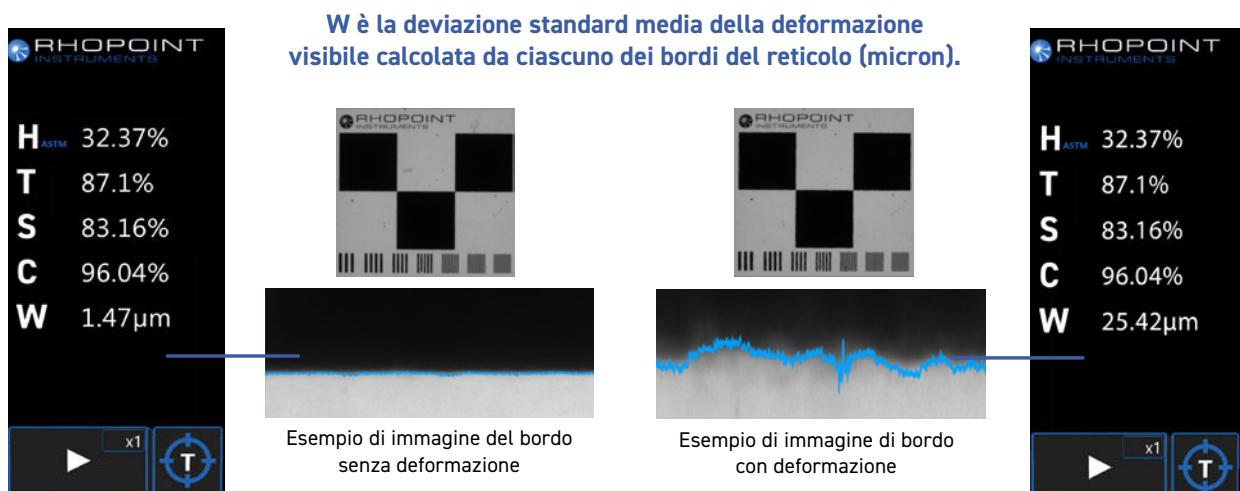 W è la deviazione standard media della deformazione
visibile calcolata da ciascuno dei bordi del reticolo (micron).
RHOPOINT
INSTRUMENTS
H ASTM 32.37%
T 87.1%
S 83.16%
C 96.04%
W 1.47µm
x1
T
RHOPOINT
INSTRUMENTS
Esempio di immagine del bordo
senza deformazione
RHOPOINT
INSTRUMENTS
Esempio di immagine di bordo
con deformazione
RHOPOINT
INSTRUMENTS
H ASTM 32.37%
T 87.1%
S 83.16%
C 96.04%
W 25.42µm
x1
T